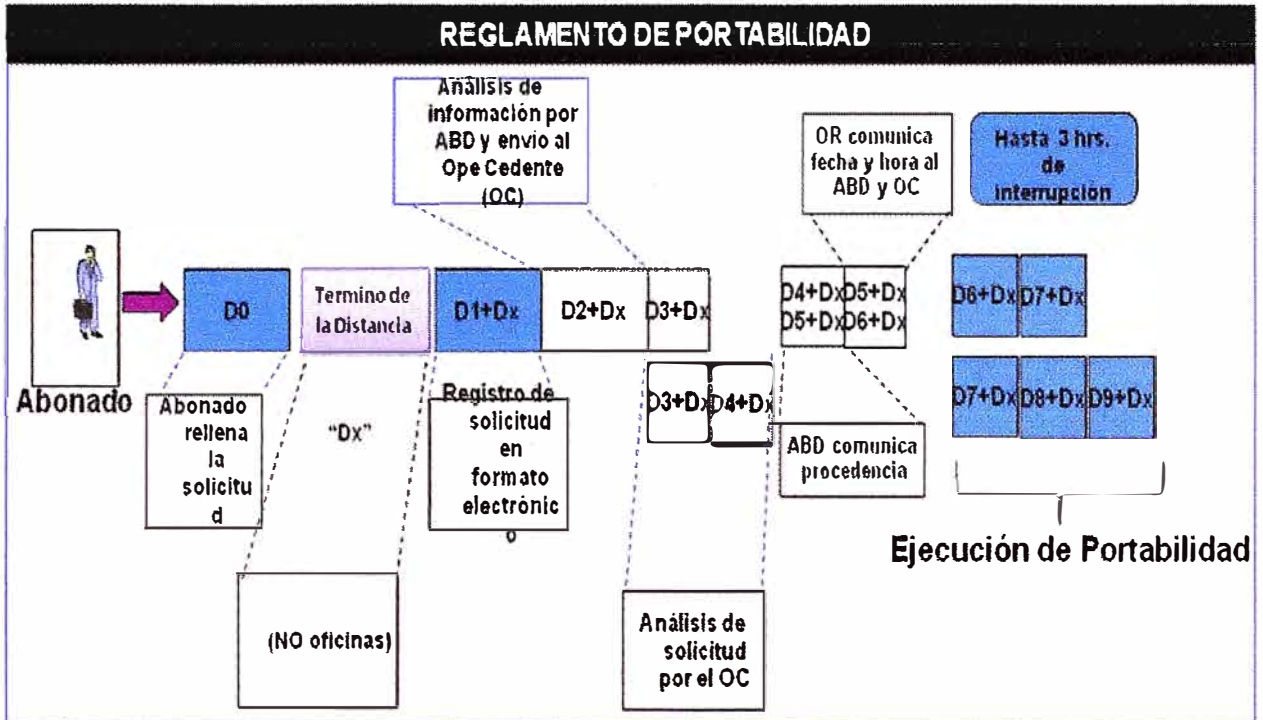 REGLAMENTO DE PORTABILIDAD
Análisis de
información por
ABD y envío al
Ope Cedente
(OC)
OR comunica
fecha y hora al
ABD y OC
Hasta 3 hrs.
de
interrupción
Abonado
D0
Termino de
la Distancia
D1+Dx
D2+Dx
D3+Dx
D4+Dx
D5+Dx
D5+Dx
D6+Dx
D6+Dx
D7+Dx
D3+Dx
D4+Dx
D7+Dx
D8+Dx
D9+Dx
Abonado
rellena
la
solicitu
d
"Dx"
Registro de
solicitud
en
formato
electrónic
o
ABD comunica
procedencia
Ejecución de Portabilidad
(NO oficinas)
Análisis de
solicitud
por el OC